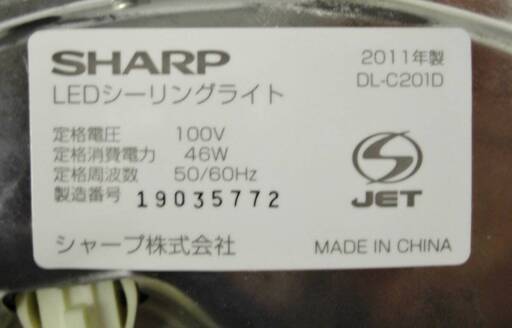 SHARP
2011年製
LEDシーリングライト
DL-C201D
定格電圧 100V
定格消費電力 46W
定格周波数 50/60Hz
製造番号 19035772
S
JET
シャープ株式会社
MADE IN CHINA